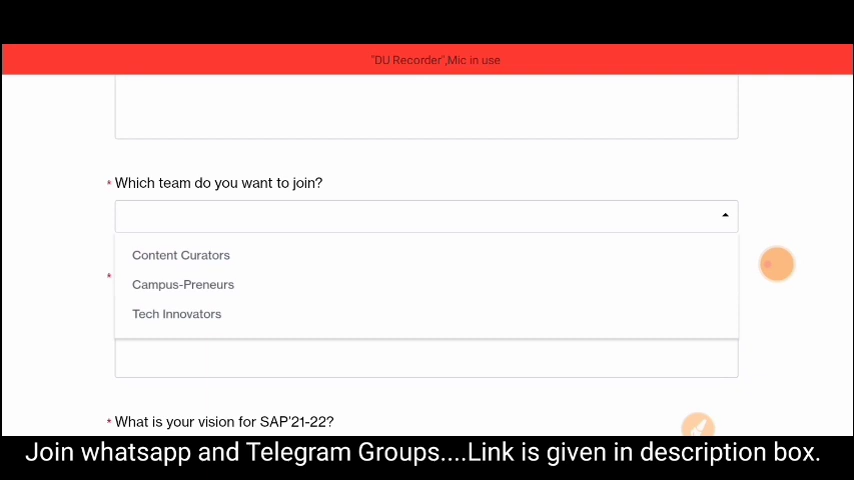 "DU Recorder",Mic in use
* Which team do you want to join?
Content Curators
*
Campus-Preneurs
Tech Innovators
* What is your vision for SAP'21-22?
Join whatsapp and Telegram Groups....Link is given in description box.